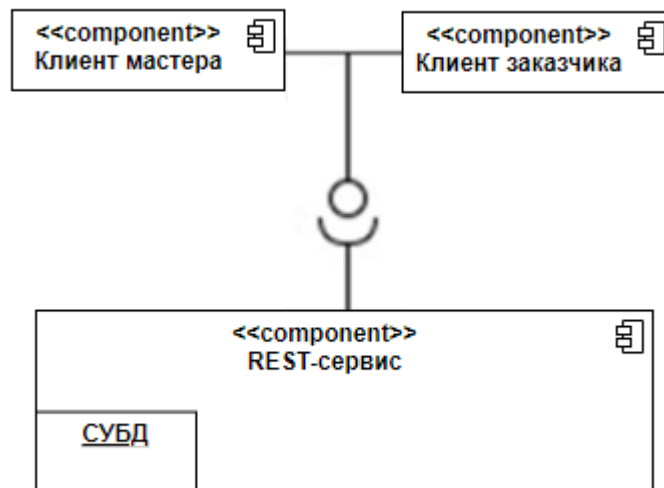 <<component>>
Клиент мастера
<<component>>
Клиент заказчика
<<component>>
REST-сервис
СУБД